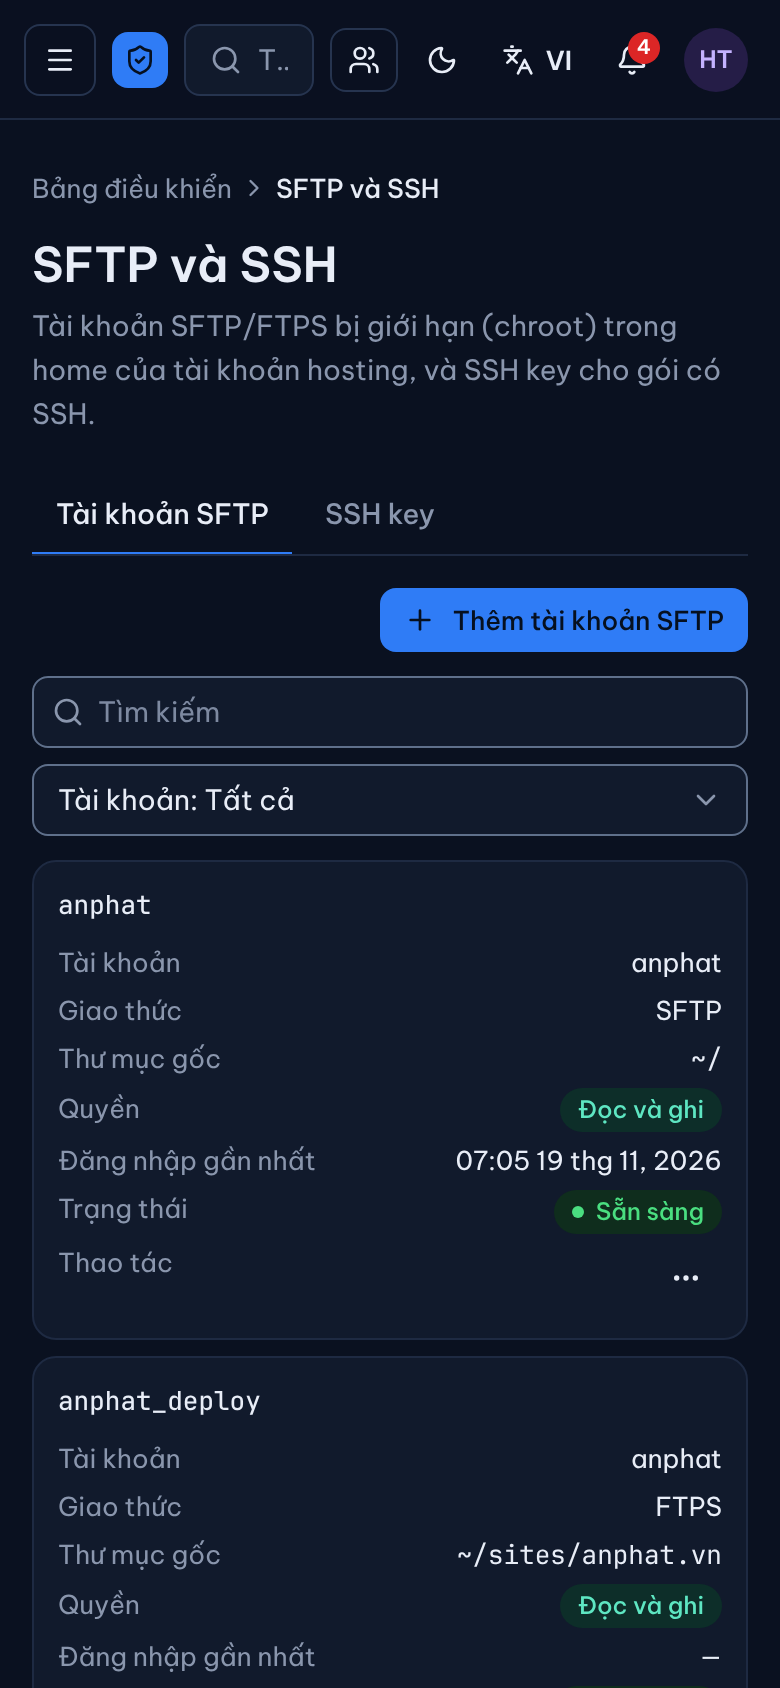 T..
VI
4
HT
Bảng điều khiển > SFTP và SSH
SFTP và SSH
Tài khoản SFTP/FTPS bị giới hạn (chroot) trong
home của tài khoản hosting, và SSH key cho gói có
SSH.
Tài khoản SFTP SSH key
+ Thêm tài khoản SFTP
Tìm kiếm
Tài khoản: Tất cả
anphat
Tài khoản anphat
Giao thức SFTP
Thư mục gốc ~/
Quyền Đọc và ghi
Đăng nhập gần nhất 07:05 19 thg 11, 2026
Trạng thái Sẵn sàng
Thao tác ...
anphat_deploy
Tài khoản anphat
Giao thức FTPS
Thư mục gốc ~/sites/anphat.vn
Quyền Đọc và ghi
Đăng nhập gần nhất —